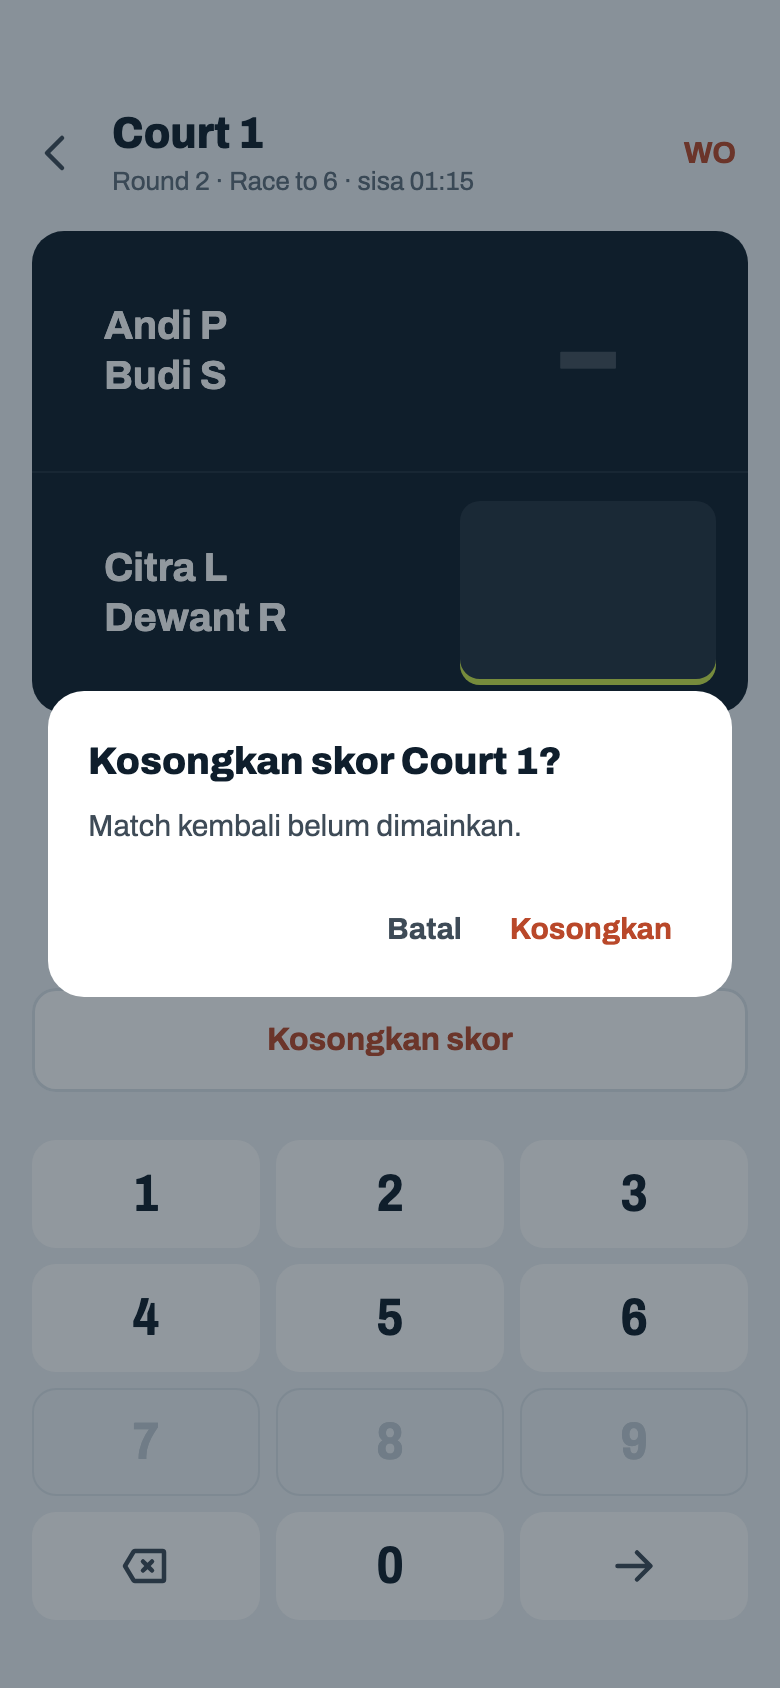 Court 1
WO
Round 2 · Race to 6 · sisa 01:15
Andi P
Budi S
Citra L
Dewant R
Kosongkan skor Court 1?
Match kembali belum dimainkan.
Batal Kosongkan
Kosongkan skor
1 2 3
4 5 6
7 8 9
0